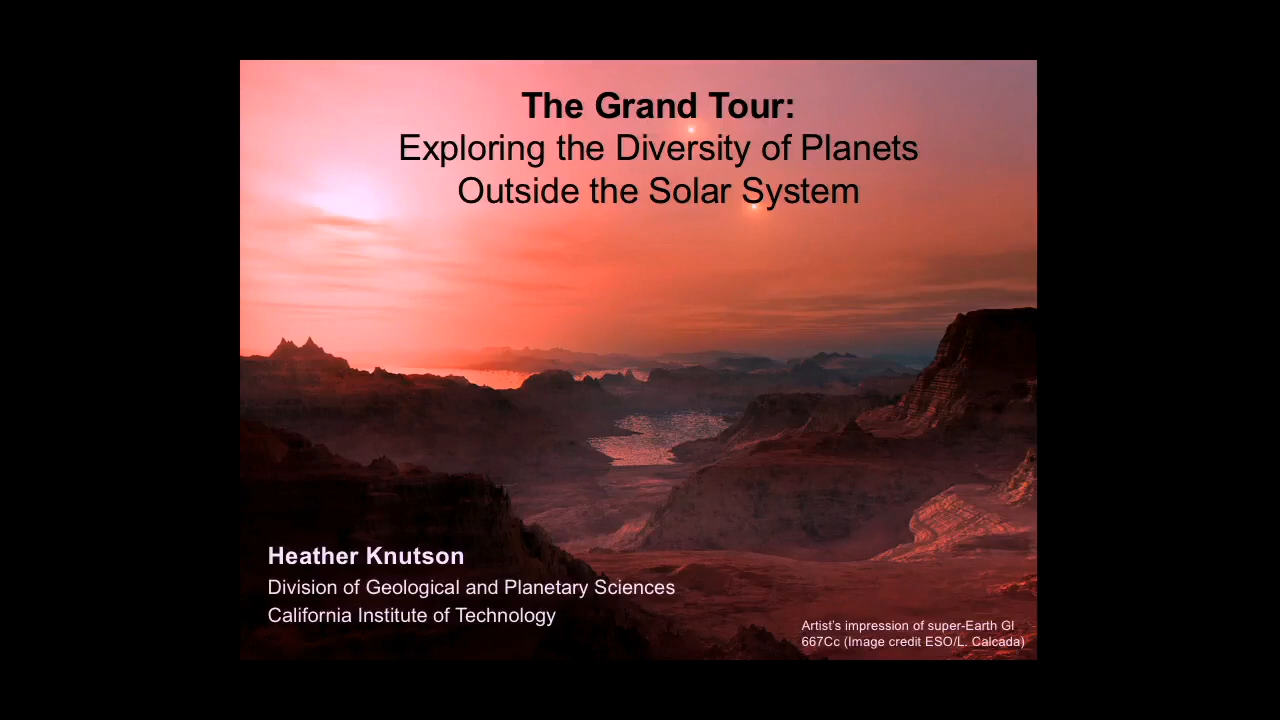 The Grand Tour:
Exploring the Diversity of Planets
Outside the Solar System
Heather Knutson
Division of Geological and Planetary Sciences
California Institute of Technology
Artist's impression of super-Earth Gl
667Cc (Image credit ESO/L. Calcada)